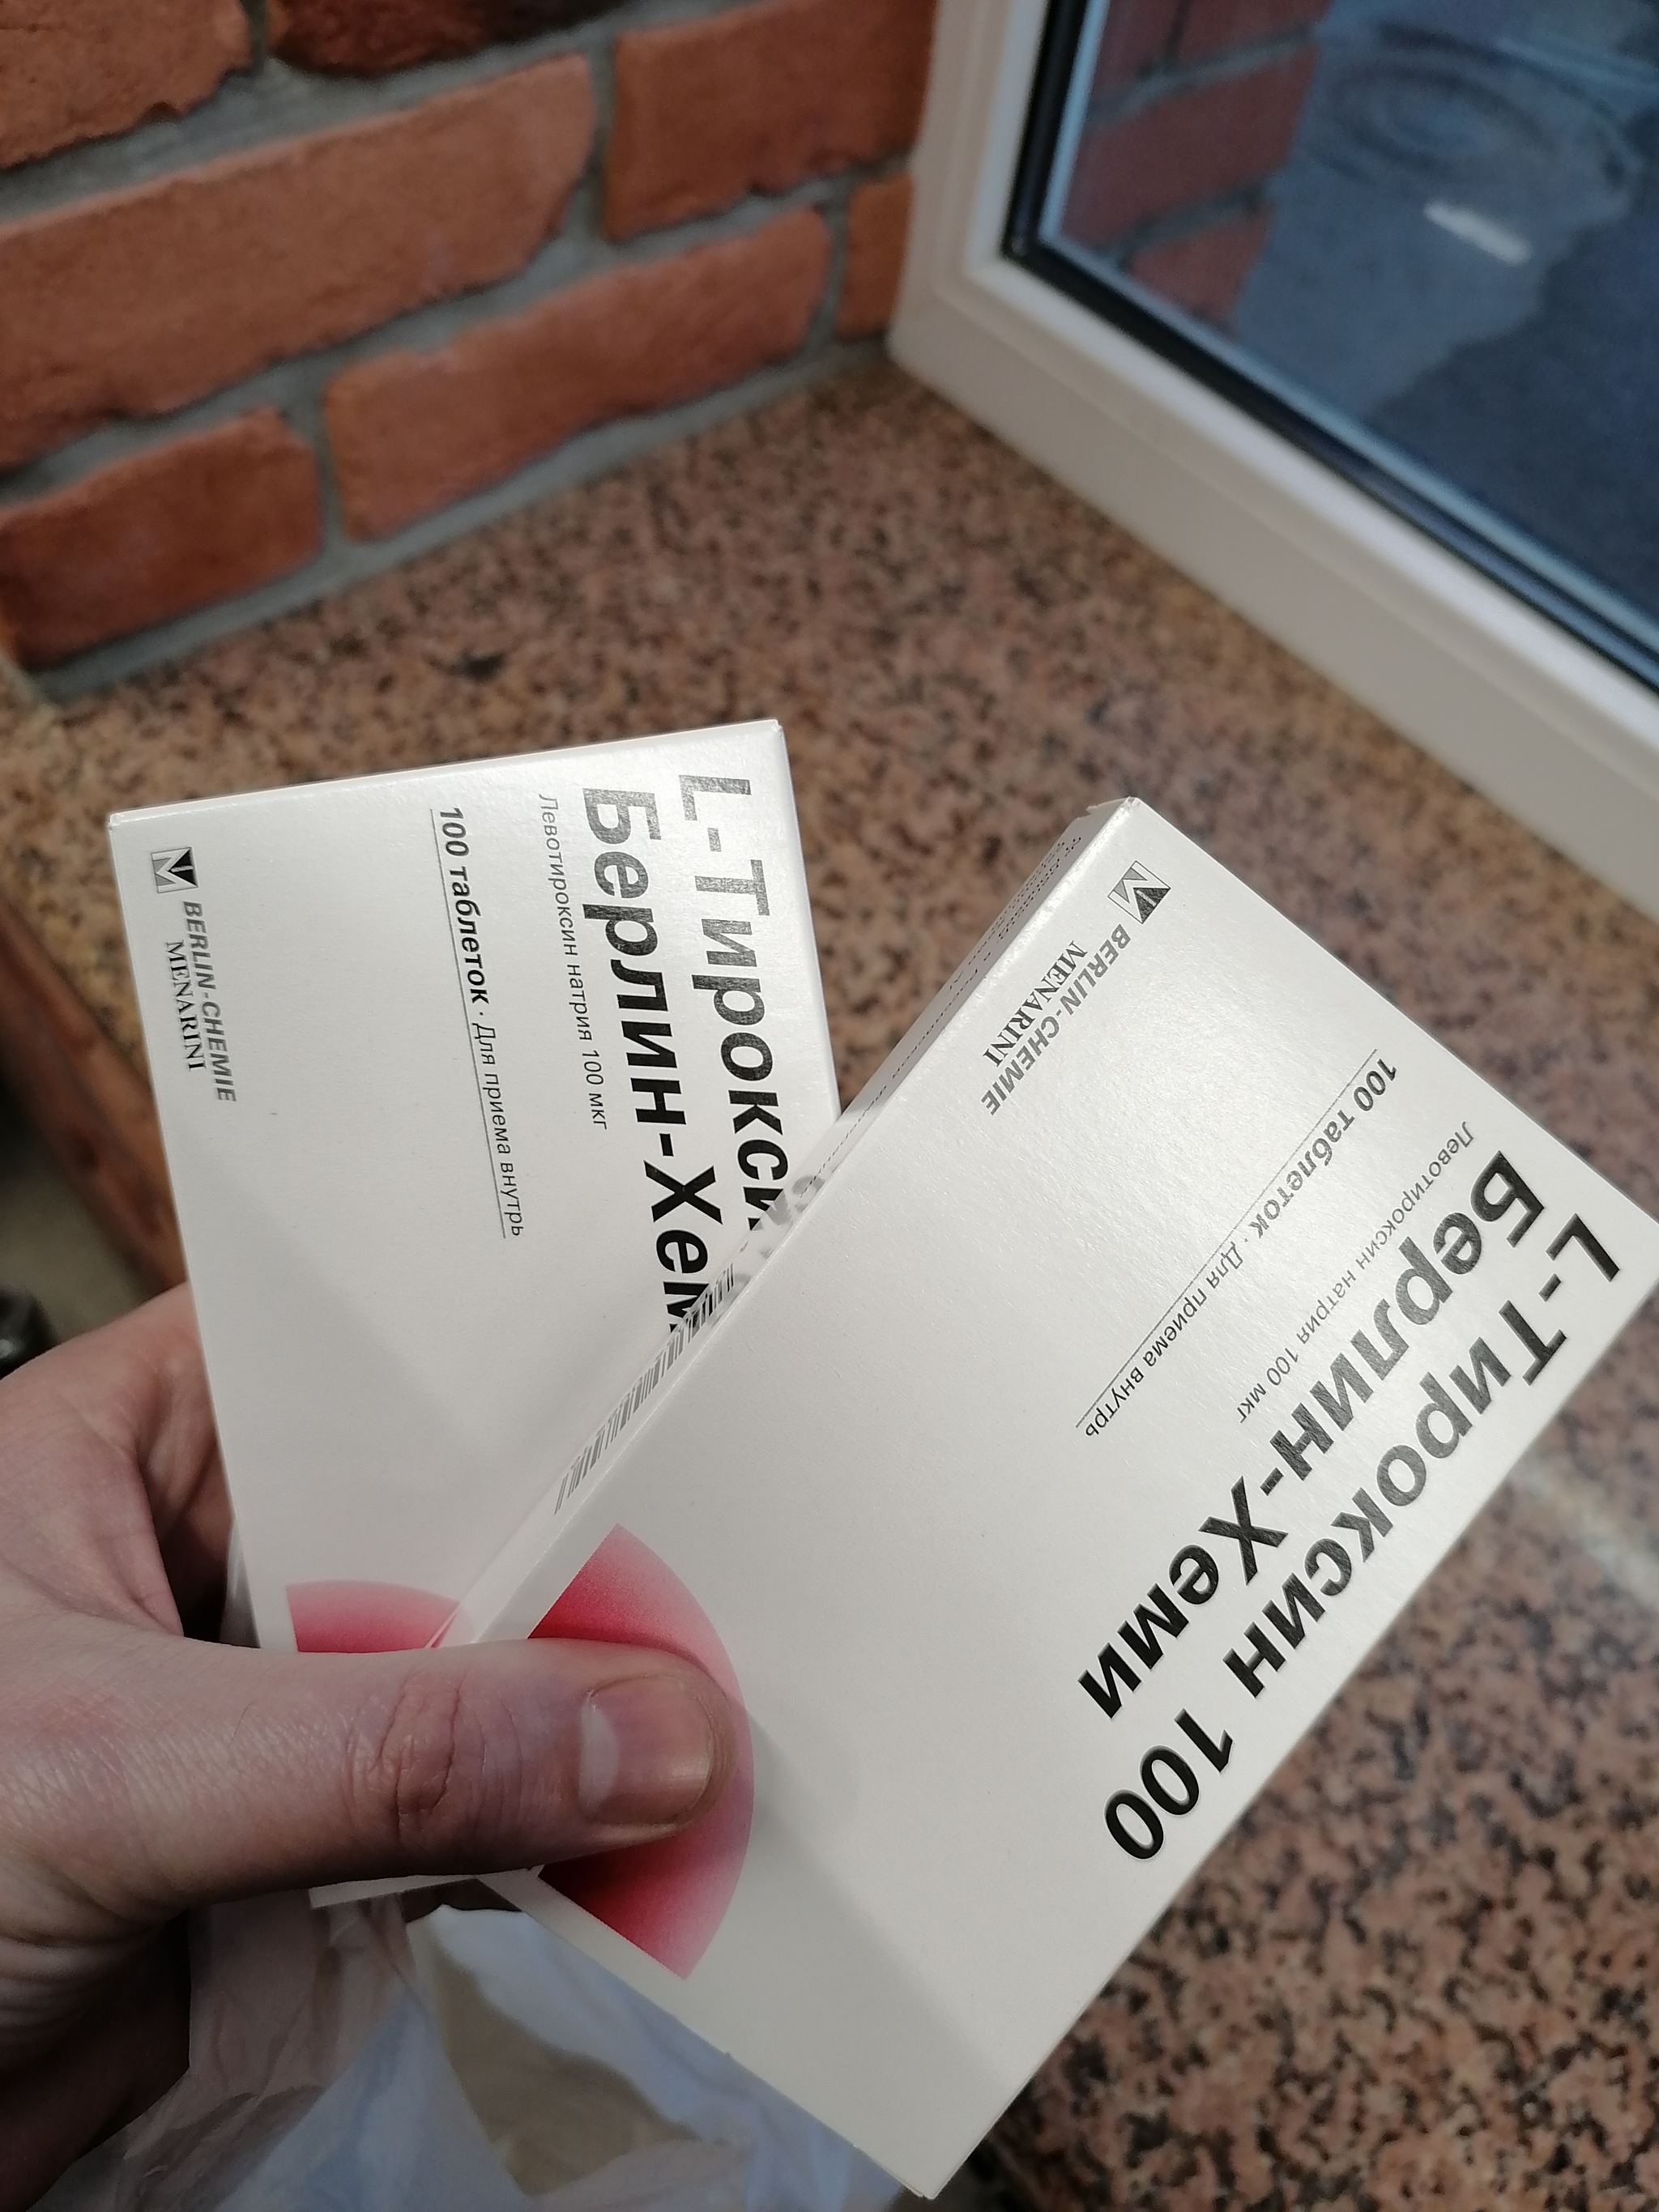 L-Тирокси
Берлин-Хем
Левотироксин натрия 100 мкг
100 таблеток · Для приема внутрь
BERLIN-CHEMIE
MENARINI
L-Тироксин 100
Берлин-Хеми
Левотироксин натрия 100 мкг
100 таблеток · Для приема внутрь
BERLIN-CHEMIE
MENARINI